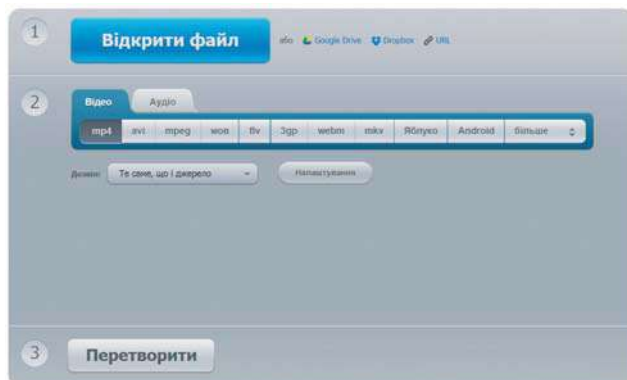 1
Відкрити файл
або Google Drive Dropbox URL
2
Відео Аудіо
mp4 avi mpeg flv 3gp webm mkv Яблуко Android більше
Те саме, що і джерело
Налаштування
3 Перетворити